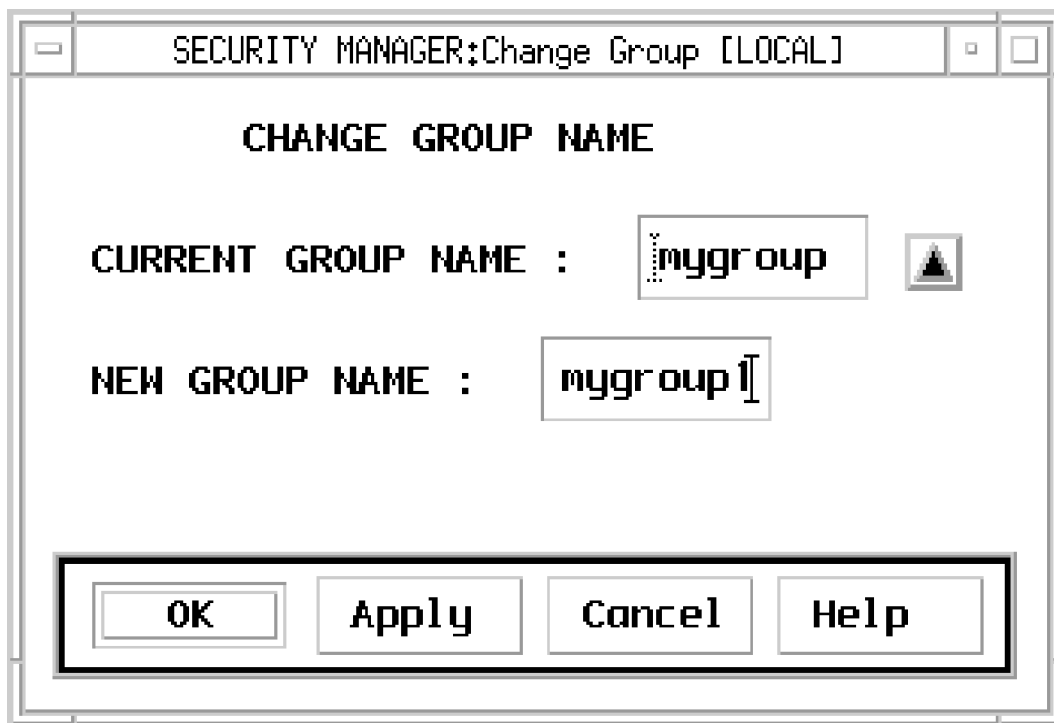 SECURITY MANAGER:Change Group [LOCAL]
CHANGE GROUP NAME
CURRENT GROUP NAME : mygroup
NEW GROUP NAME : mygroup1
OK Apply Cancel Help